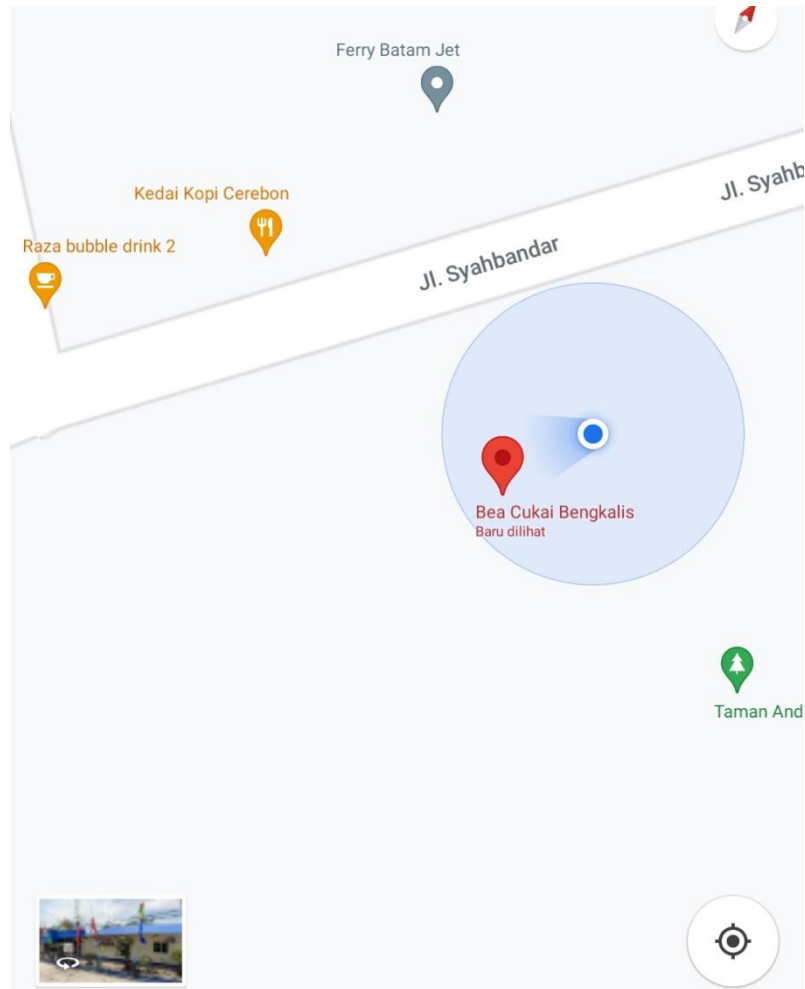 Ferry Batam Jet
Jl. Syahb
Kedai Kopi Cerebon
Raza bubble drink 2
Jl. Syahbandar
Bea Cukai Bengkalis
Baru dilihat
Taman And